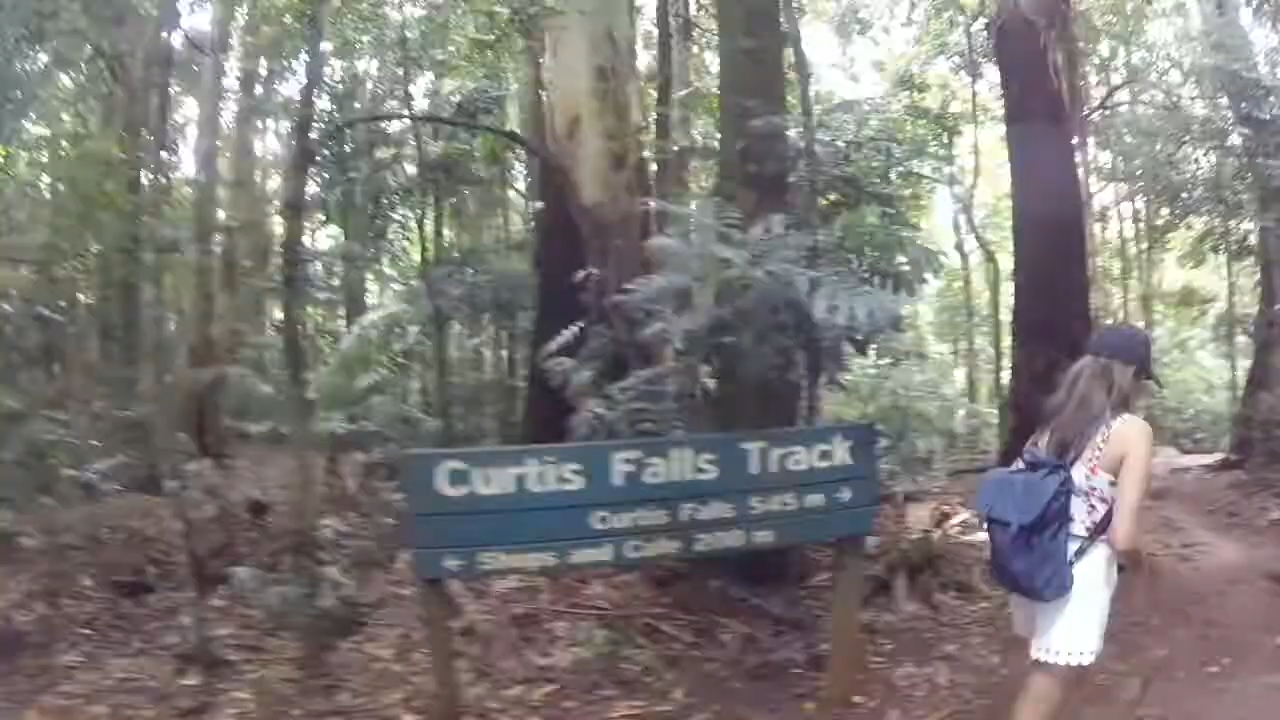 Curtis Falls Track
Curtis Falls 545 m →
← Shops and Cafe 200 m